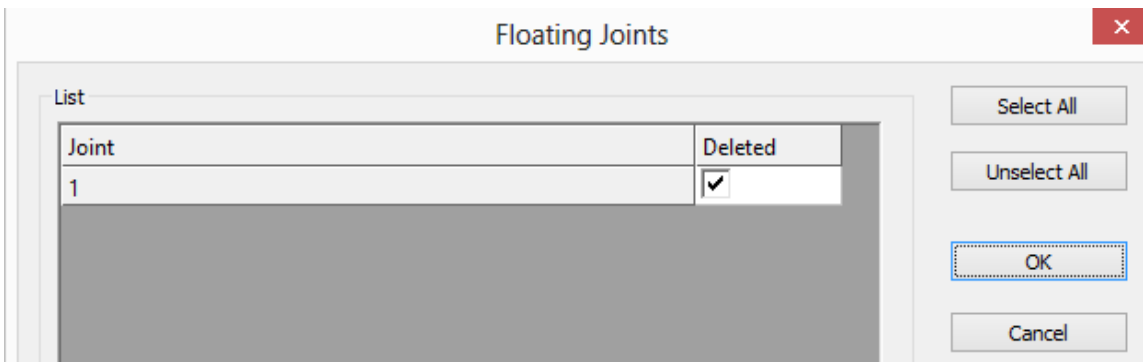 Floating Joints
List
Joint Deleted
1
Select All
Unselect All
OK
Cancel